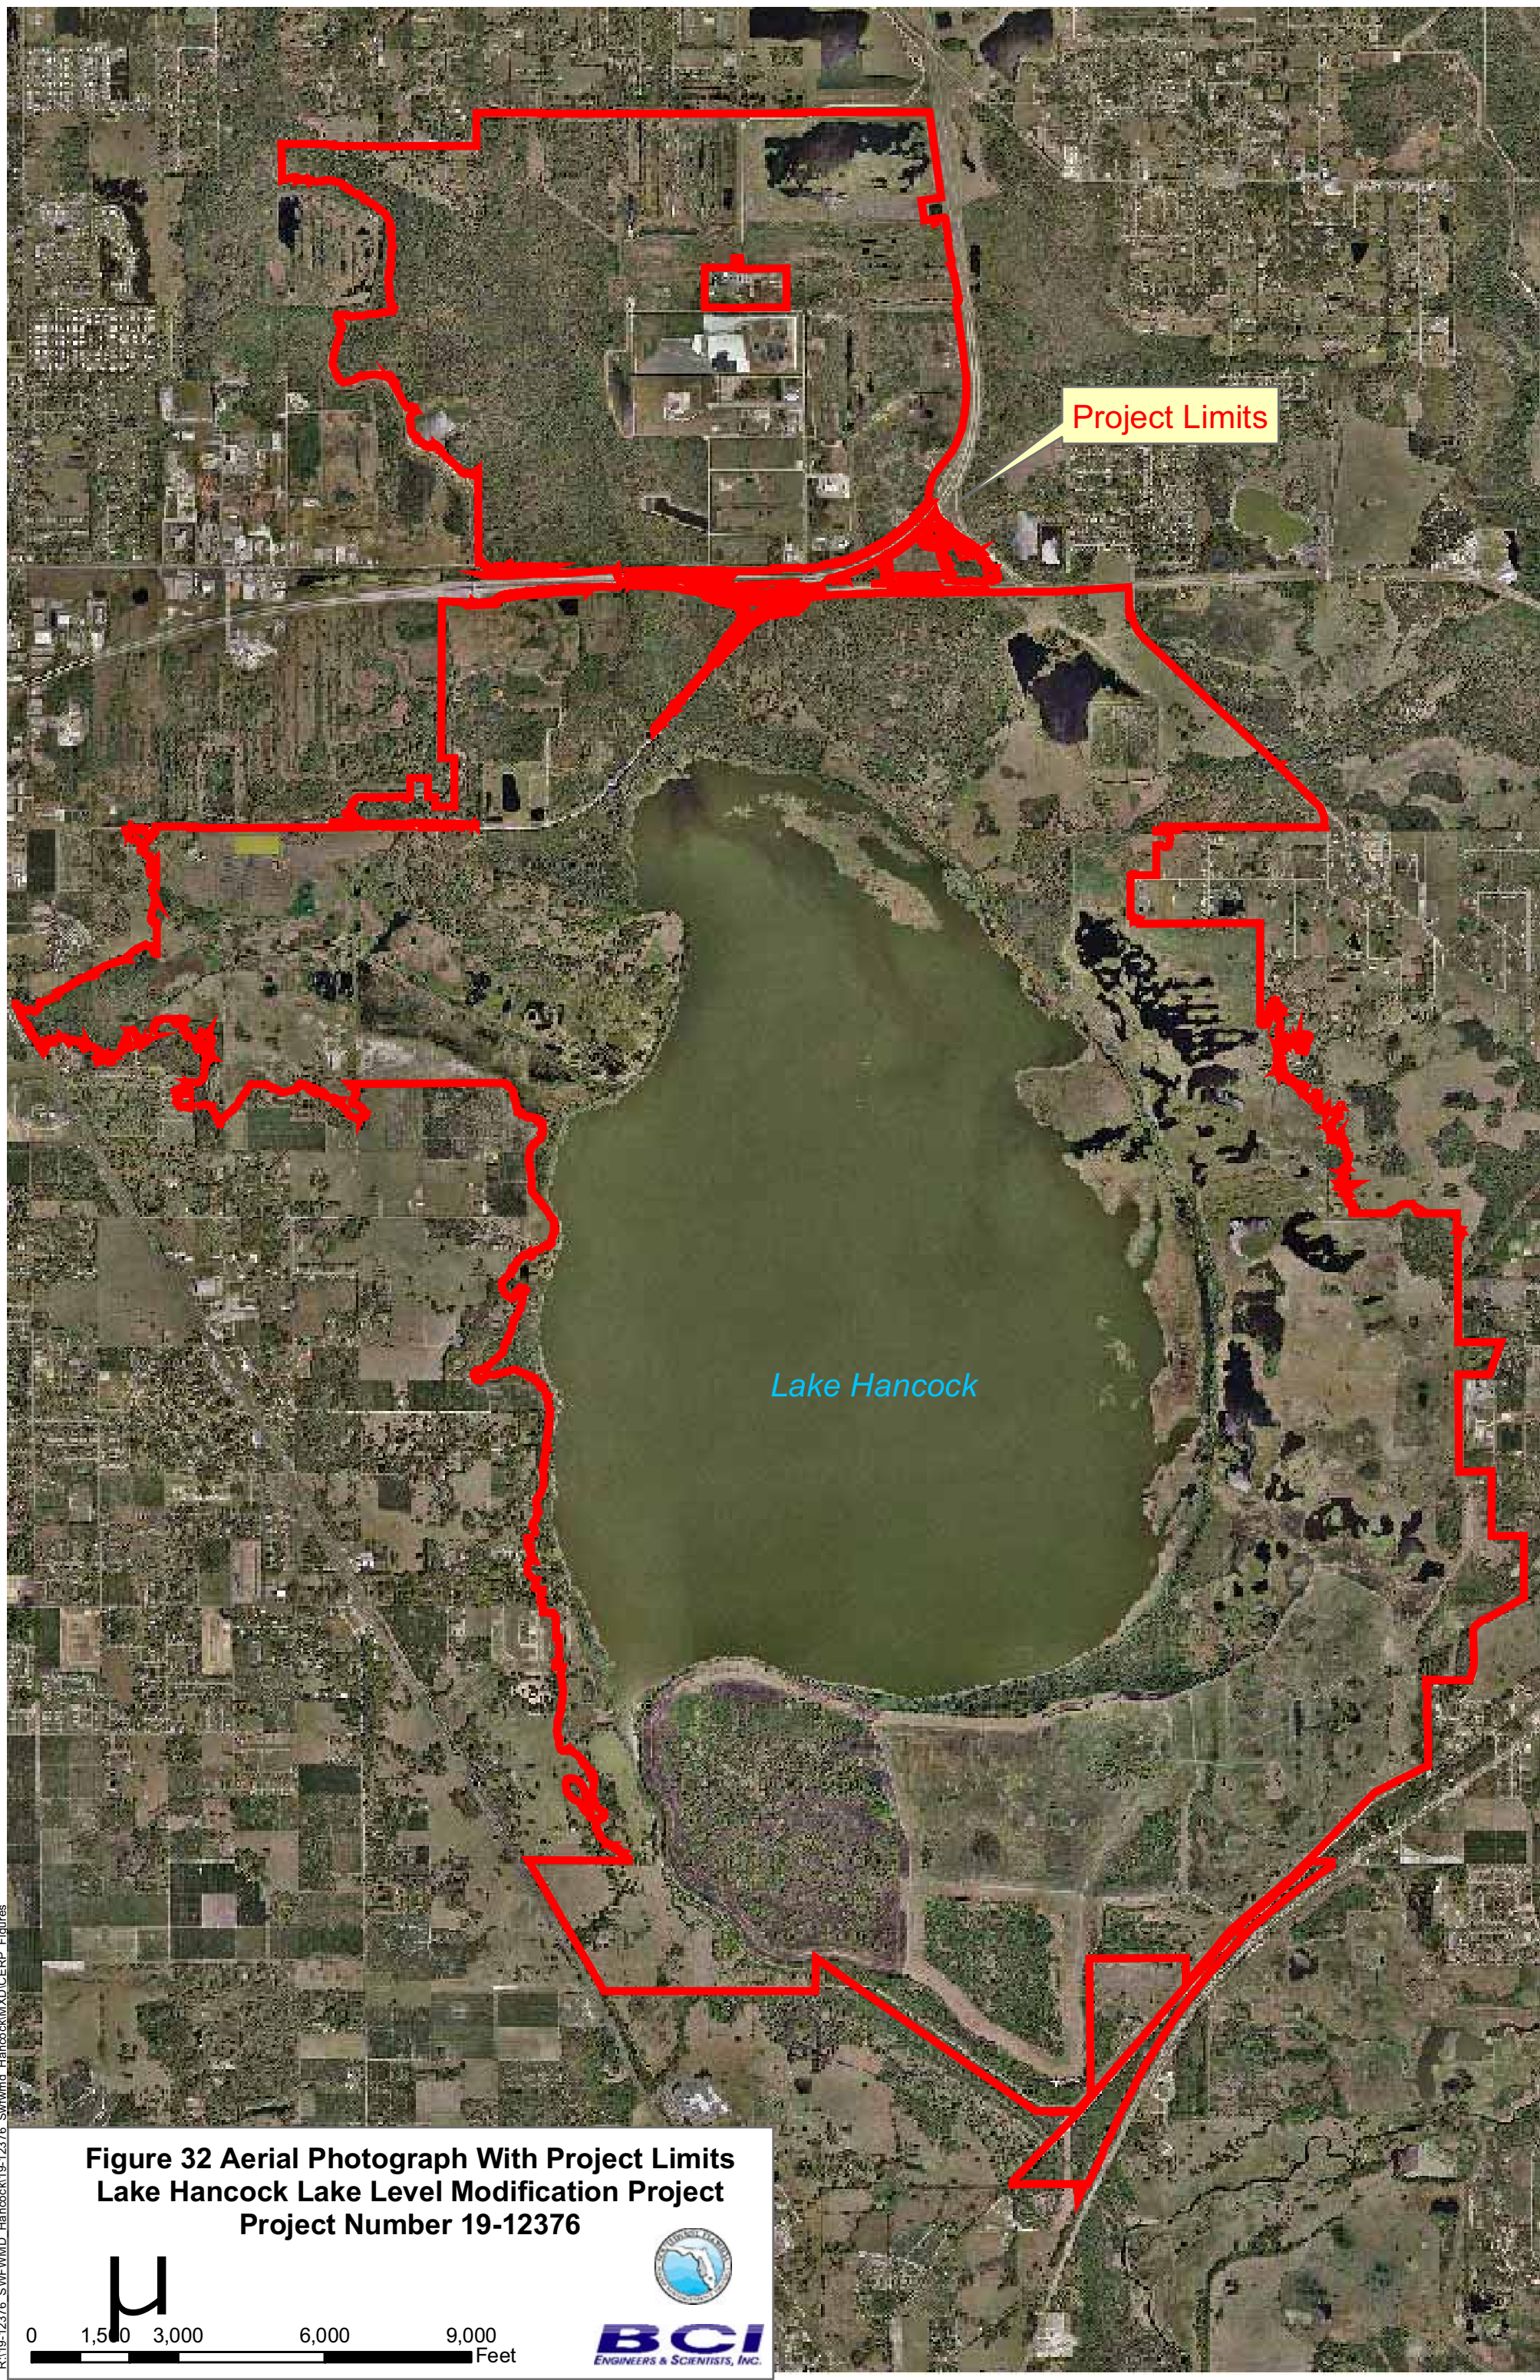 Project Limits
Lake Hancock
Figure 32 Aerial Photograph With Project Limits
Lake Hancock Lake Level Modification Project
Project Number 19-12376
µ
0 1,500 3,000 6,000 9,000
Feet
BCI
ENGINEERS & SCIENTISTS, INC.